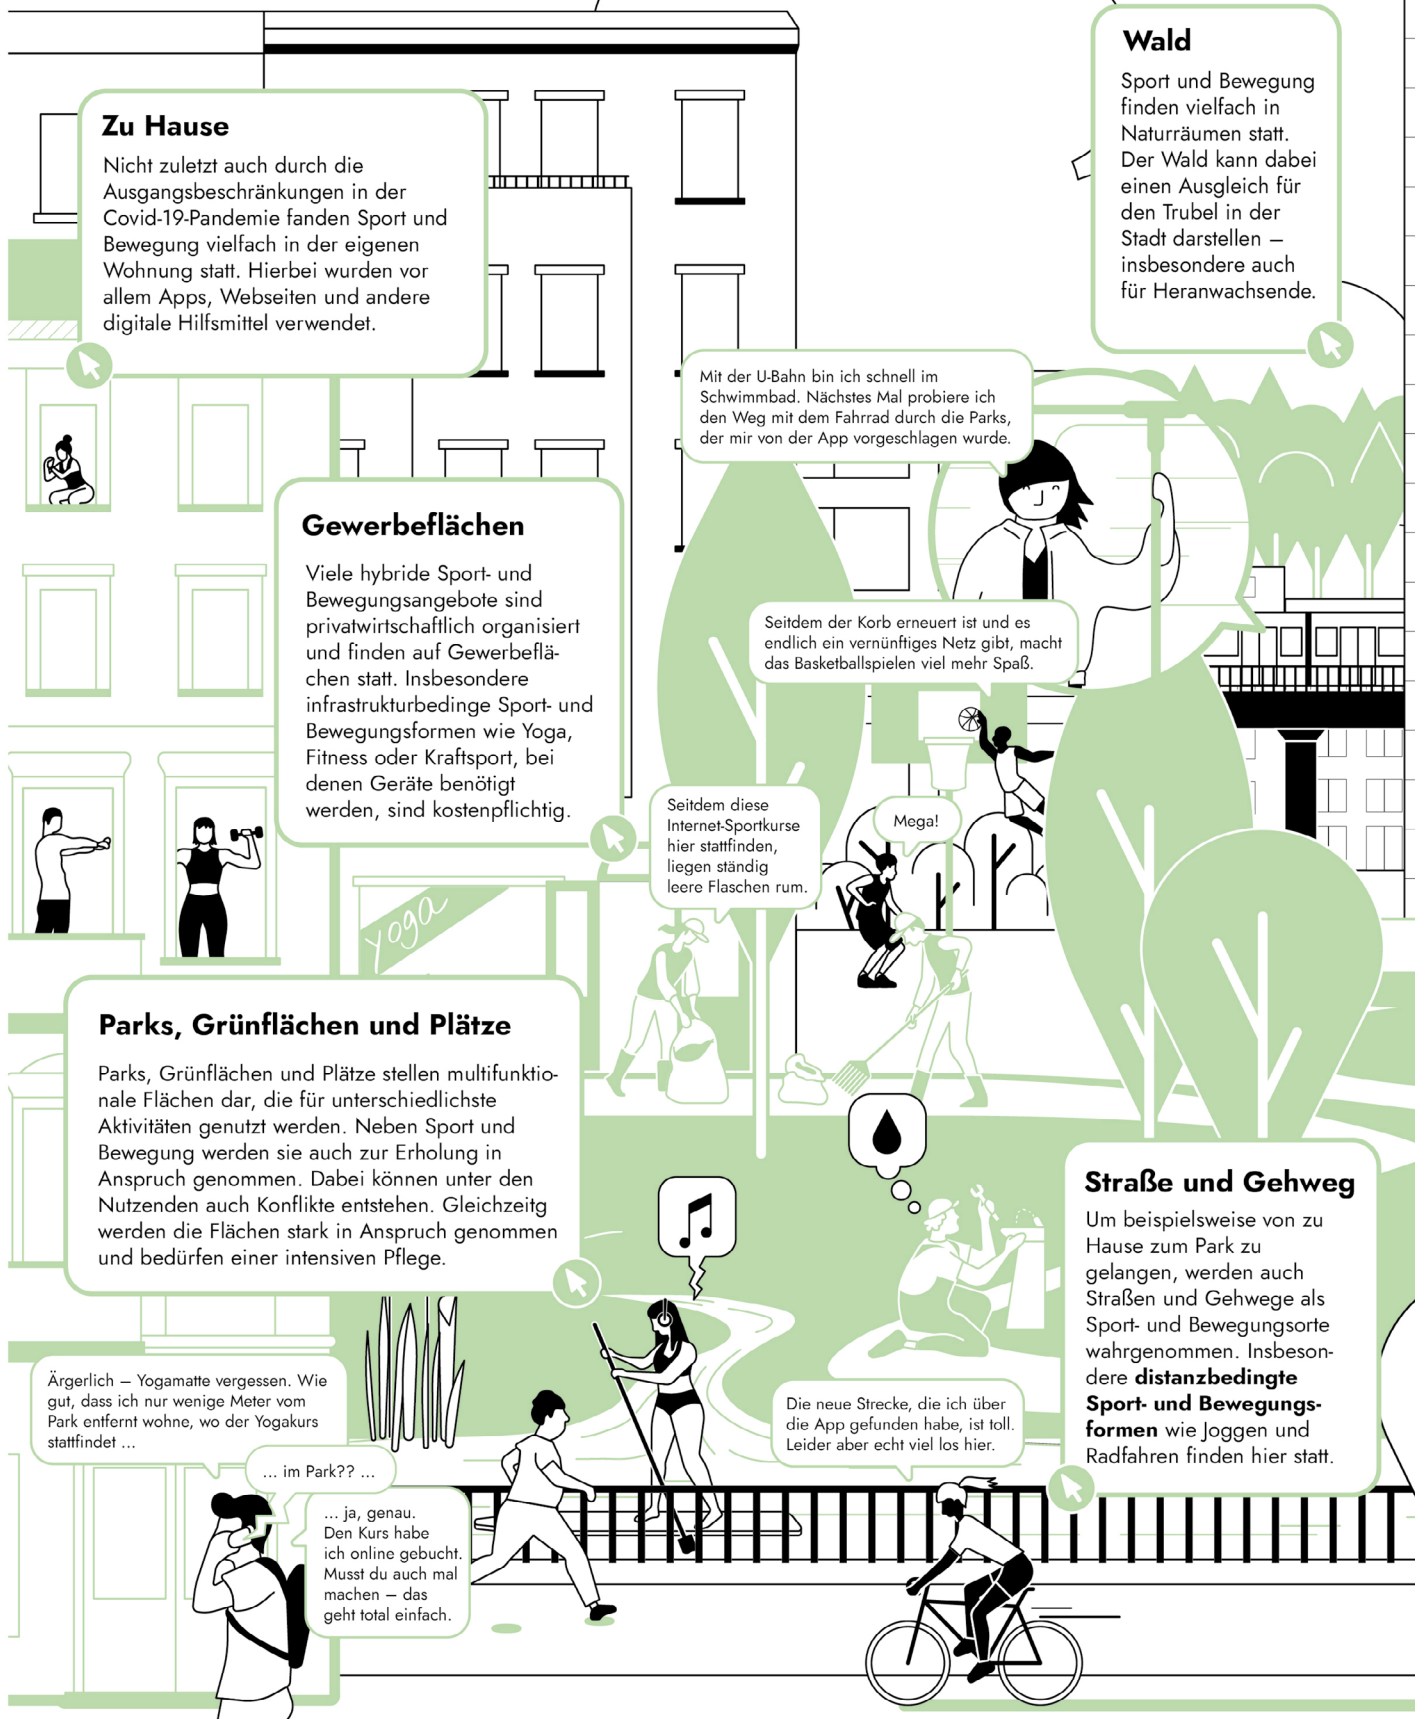 Wald
Sport und Bewegung
finden vielfach in
Naturräumen statt.
Der Wald kann dabei
einen Ausgleich für
den Trubel in der
Stadt darstellen –
insbesondere auch
für Heranwachsende.
Zu Hause
Nicht zuletzt auch durch die
Ausgangsbeschränkungen in der
Covid-19-Pandemie fanden Sport und
Bewegung vielfach in der eigenen
Wohnung statt. Hierbei wurden vor
allem Apps, Webseiten und andere
digitale Hilfsmittel verwendet.
Mit der U-Bahn bin ich schnell im
Schwimmbad. Nächstes Mal probiere ich
den Weg mit dem Fahrrad durch die Parks,
der mir von der App vorgeschlagen wurde.
Gewerbeflächen
Viele hybride Sport- und
Bewegungsangebote sind
privatwirtschaftlich organisiert
und finden auf Gewerbeflä-
chen statt. Insbesondere
infrastrukturbedinge Sport- und
Bewegungsformen wie Yoga,
Fitness oder Kraftsport, bei
denen Geräte benötigt
werden, sind kostenpflichtig.
Seitdem der Korb erneuert ist und es
endlich ein vernünftiges Netz gibt, macht
das Basketballspielen viel mehr Spaß.
Seitdem diese
Internet-Sportkurse
hier stattfinden,
liegen ständig
leere Flaschen rum.
Mega!
yoga
Parks, Grünflächen und Plätze
Parks, Grünflächen und Plätze stellen multifunktio-
nale Flächen dar, die für unterschiedlichste
Aktivitäten genutzt werden. Neben Sport und
Bewegung werden sie auch zur Erholung in
Anspruch genommen. Dabei können unter den
Nutzenden auch Konflikte entstehen. Gleichzeitg
werden die Flächen stark in Anspruch genommen
und bedürfen einer intensiven Pflege.
Straße und Gehweg
Um beispielsweise von zu
Hause zum Park zu
gelangen, werden auch
Straßen und Gehwege als
Sport- und Bewegungsorte
wahrgenommen. Insbeson-
dere distanzbedingte
Sport- und Bewegungs-
formen wie Joggen und
Radfahren finden hier statt.
Ärgerlich – Yogamatte vergessen. Wie
gut, dass ich nur wenige Meter vom
Park entfernt wohne, wo der Yogakurs
stattfindet ...
... im Park?? ...
... ja, genau.
Den Kurs habe
ich online gebucht.
Musst du auch mal
machen – das
geht total einfach.
Die neue Strecke, die ich über
die App gefunden habe, ist toll.
Leider aber echt viel los hier.